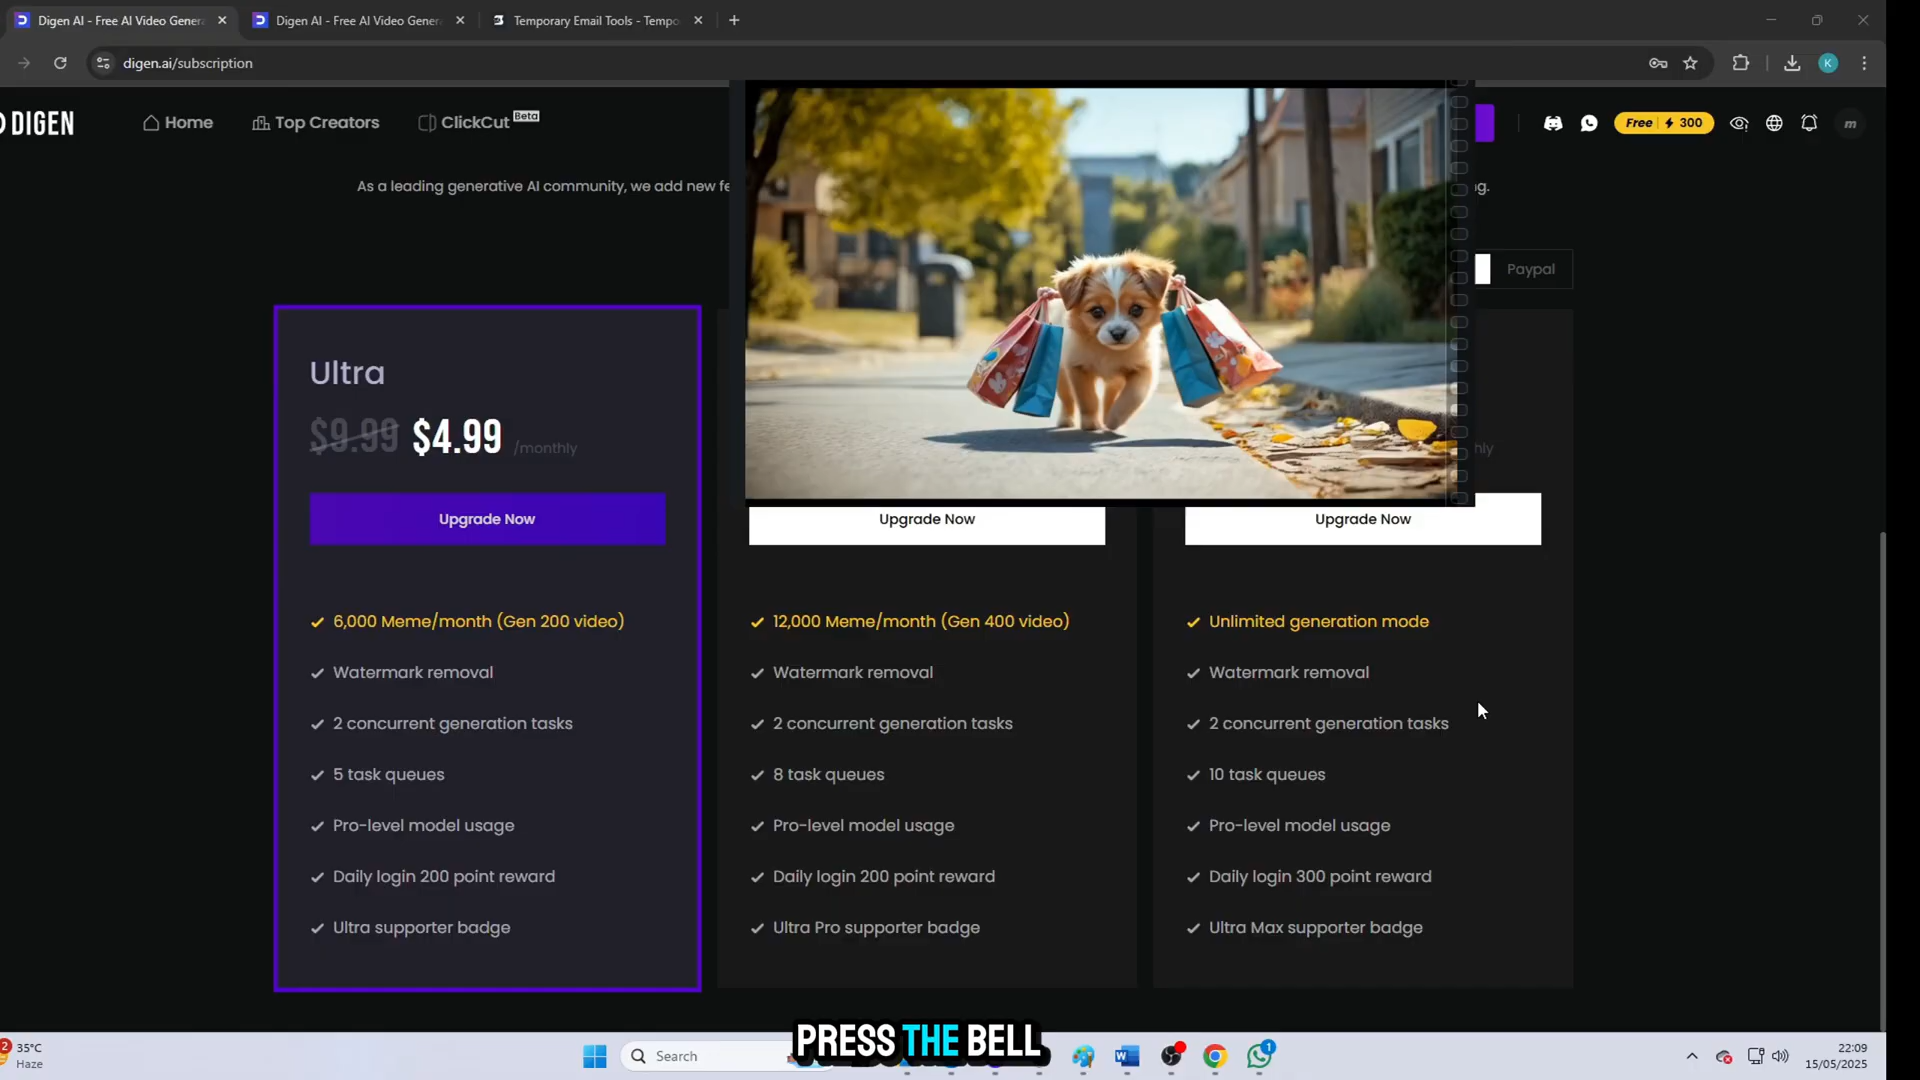 Digen AI - Free AI Video Genera
Digen AI - Free AI Video Gener
Temporary Email Tools - Tempo
digen.ai/subscription
K
DIGEN
Home
Top Creators
ClickCut Beta
Free 300
m
As a leading generative AI community, we add new fe
g.
Paypal
Ultra
$9.99 $4.99 /monthly
Upgrade Now
6,000 Meme/month (Gen 200 video)
Watermark removal
2 concurrent generation tasks
5 task queues
Pro-level model usage
Daily login 200 point reward
Ultra supporter badge
Upgrade Now
12,000 Meme/month (Gen 400 video)
Watermark removal
2 concurrent generation tasks
8 task queues
Pro-level model usage
Daily login 200 point reward
Ultra Pro supporter badge
hly
Upgrade Now
Unlimited generation mode
Watermark removal
2 concurrent generation tasks
10 task queues
Pro-level model usage
Daily login 300 point reward
Ultra Max supporter badge
PRESS THE BELL
2
35°C
Haze
Search
1
22:09
15/05/2025